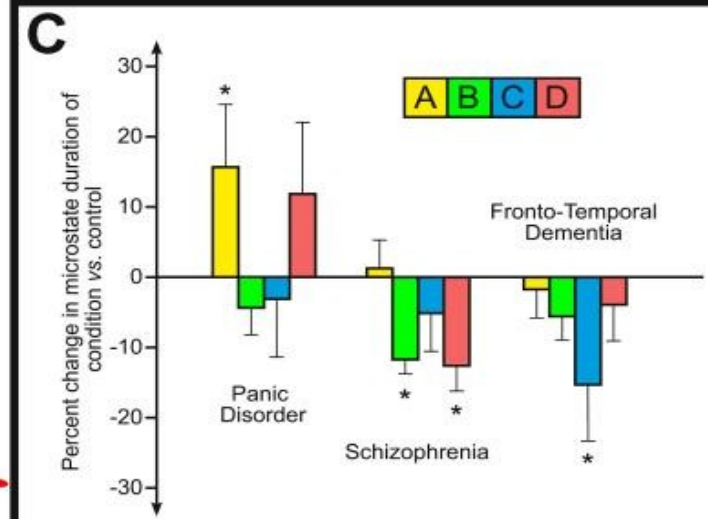 C
Percent change in microstate duration of
condition vs. control
30
20
10
0
-10
-20
-30
A B C D
*
Panic
Disorder
*
*
Schizophrenia
Fronto-Temporal
Dementia
*